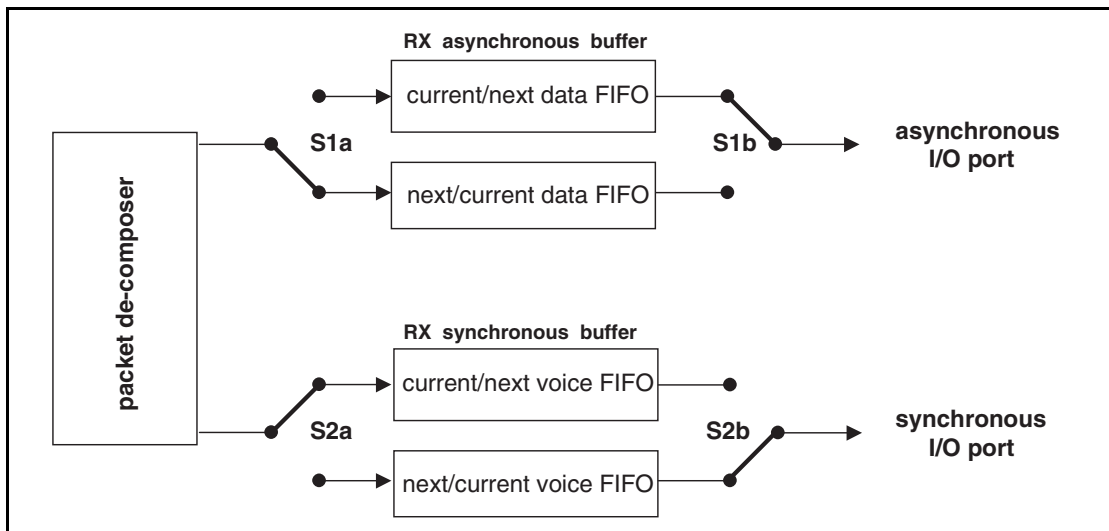 RX asynchronous buffer
current/next data FIFO
S1a
S1b
asynchronous
I/O port
next/current data FIFO
packet de-composer
RX synchronous buffer
current/next voice FIFO
S2a
S2b
synchronous
I/O port
next/current voice FIFO